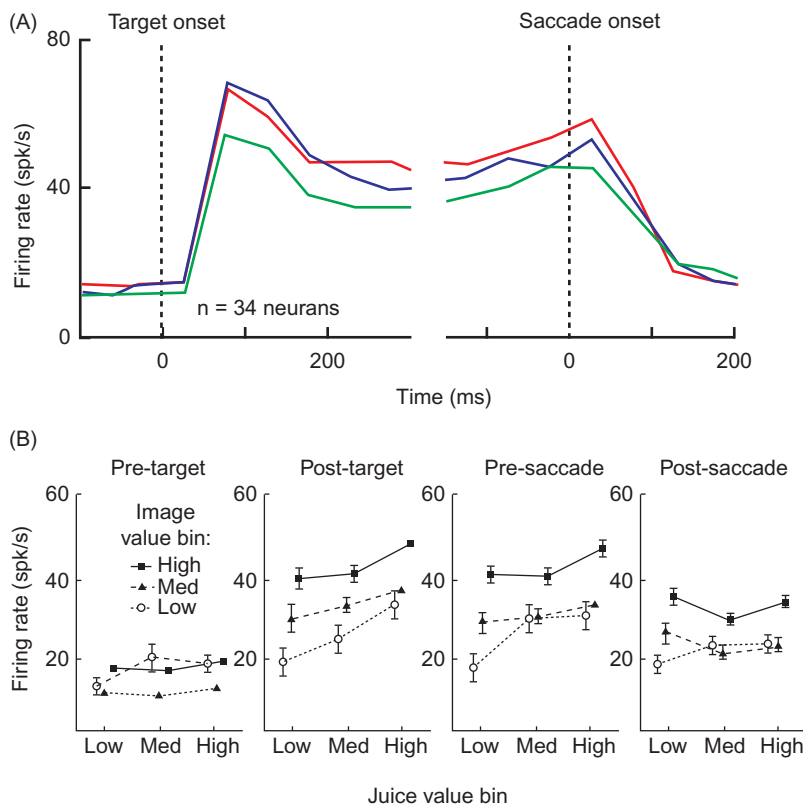 (A)
Target onset
Saccade onset
80
40
0
Firing rate (spk/s)
n = 34 neurans
0
200
0
200
Time (ms)
(B)
Pre-target
Post-target
Pre-saccade
Post-saccade
60
40
20
60
40
20
60
40
20
60
40
20
Firing rate (spk/s)
Image
value bin:
High
Med
Low
Low Med High
Low Med High
Low Med High
Low Med High
Juice value bin